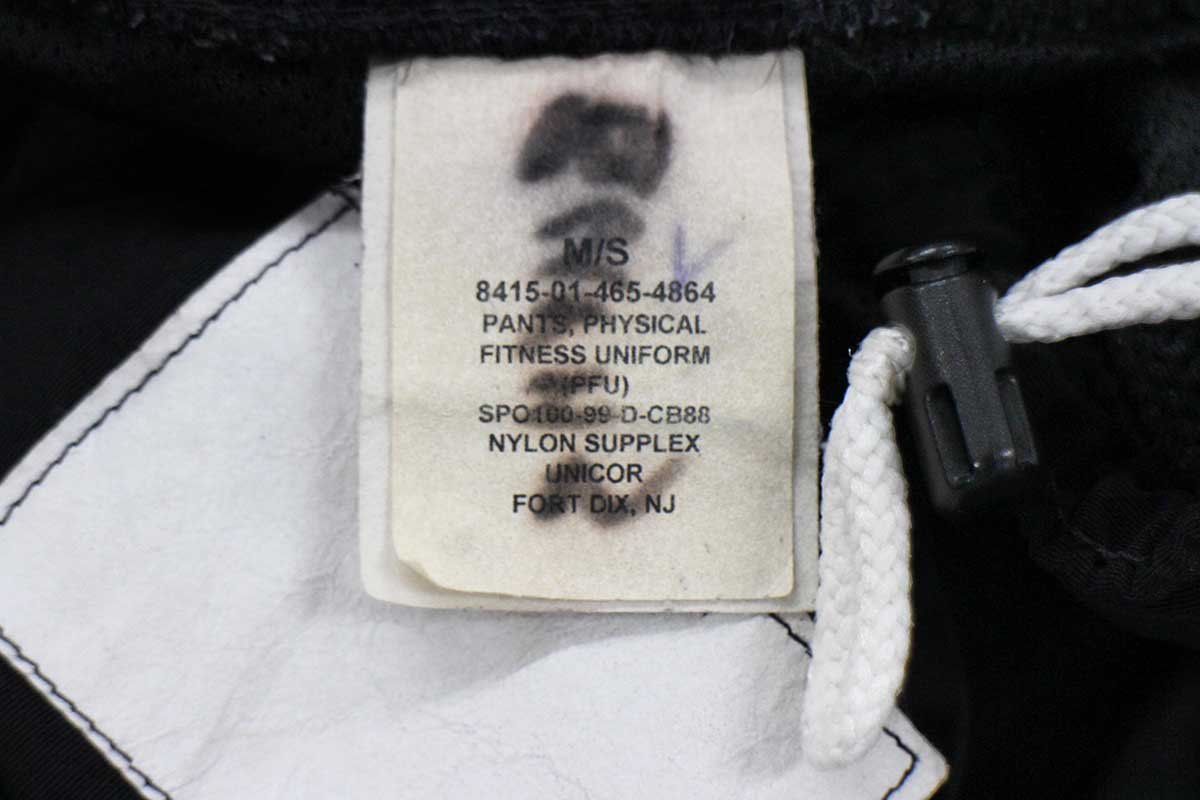 M/S
8415-01-465-4864
PANTS, PHYSICAL
FITNESS UNIFORM
(PFU)
SPO100-99-D-CB88
NYLON SUPPLEX
UNICOR
FORT DIX, NJ